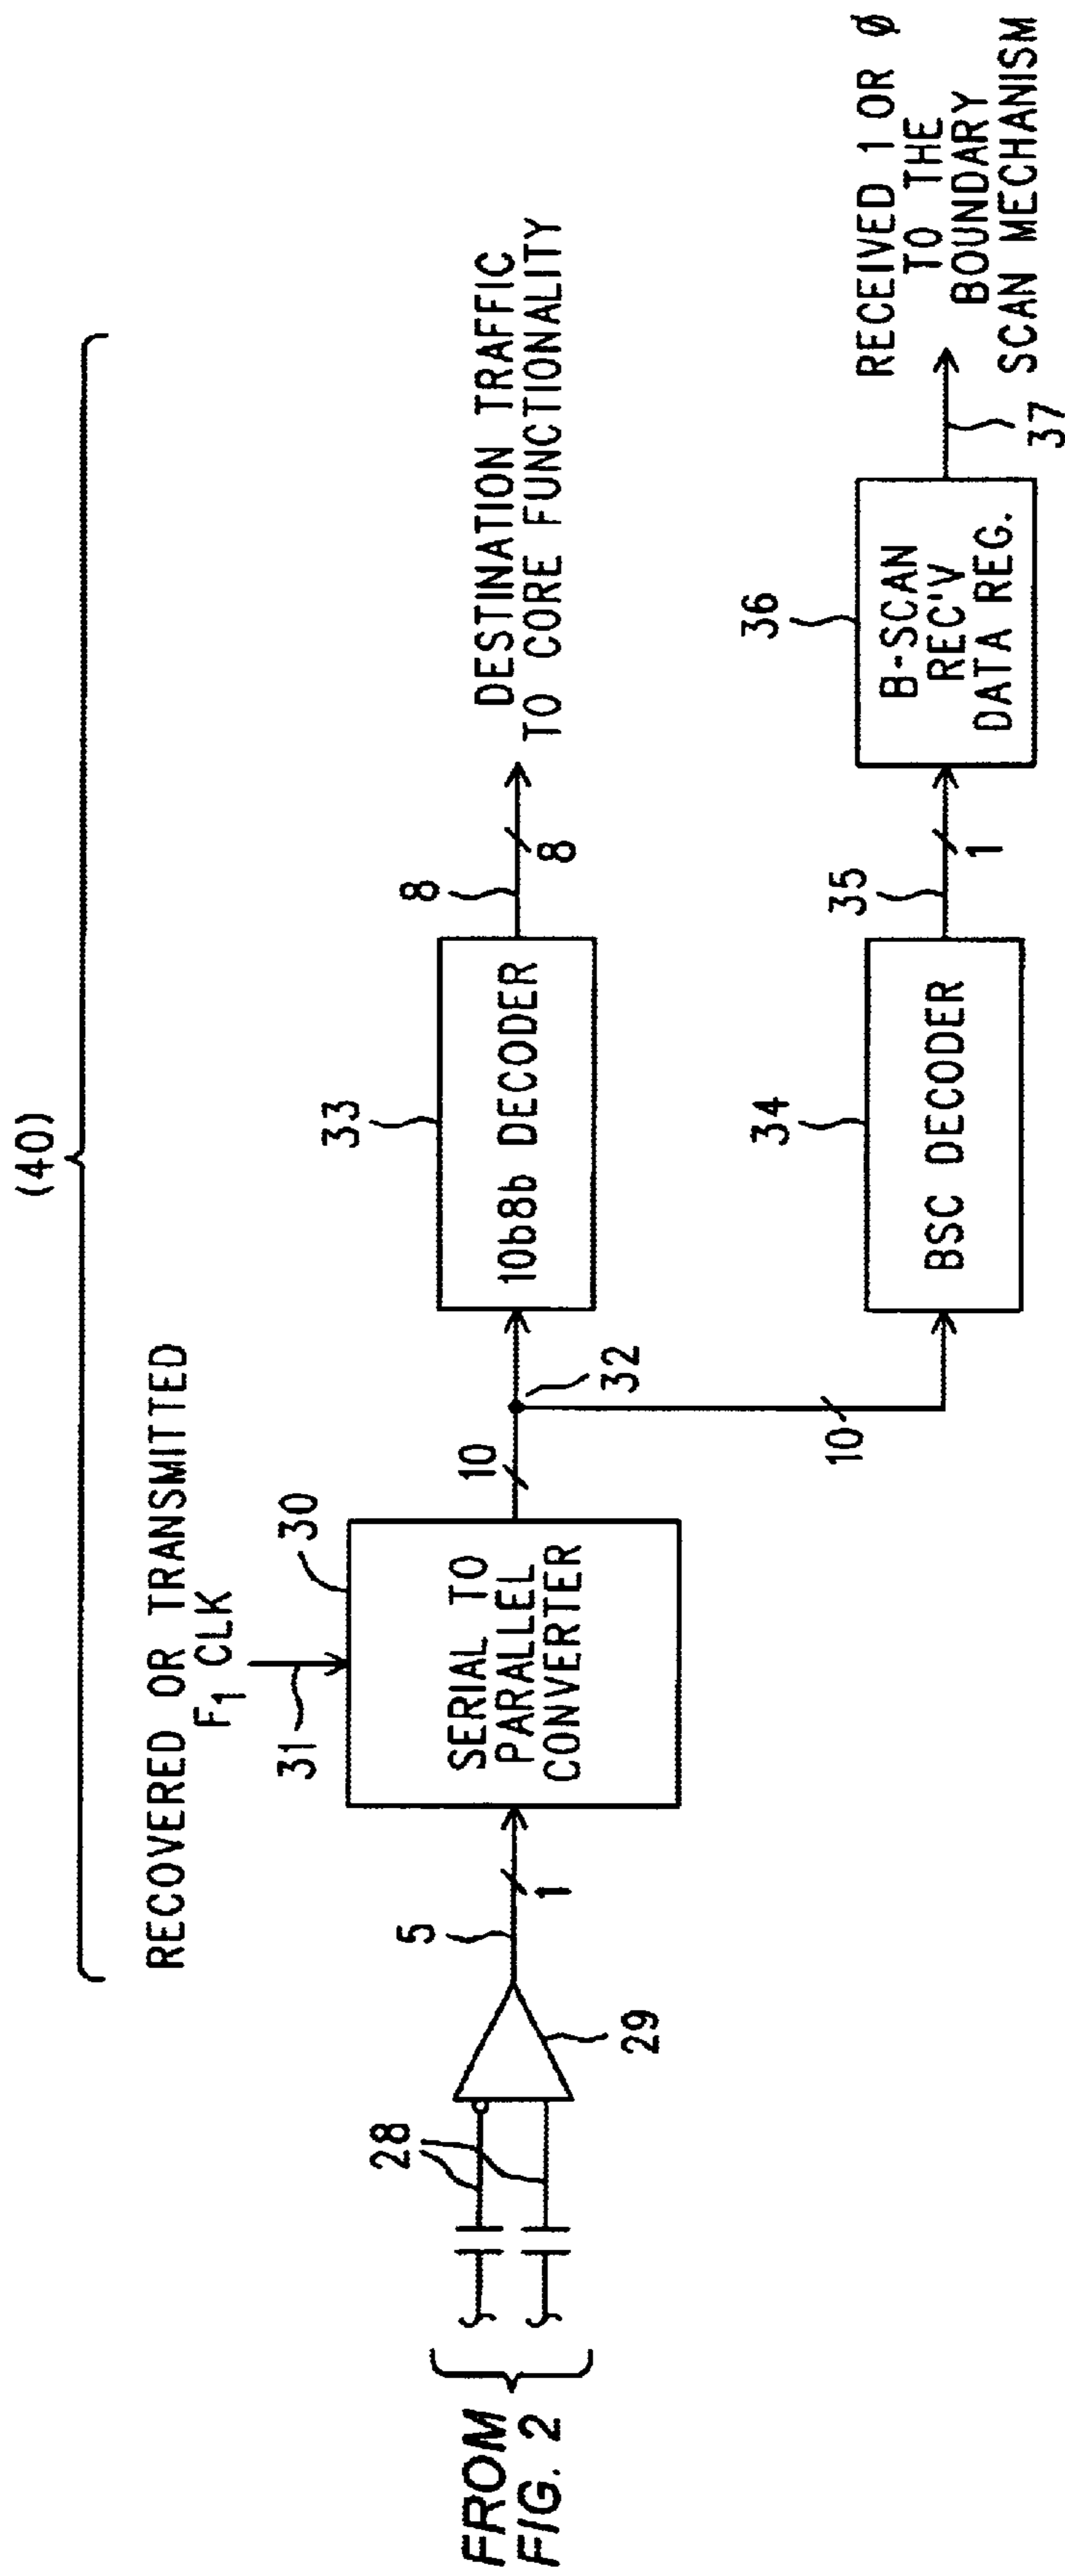 (40)
RECOVERED OR TRANSMITTED
F1 CLK
31
30
SERIAL TO
PARALLEL
CONVERTER
FROM
FIG. 2
28
29
5
1
10
32
10
33
10b8b DECODER
8
8
DESTINATION TRAFFIC
TO CORE FUNCTIONALITY
34
BSC DECODER
35
1
36
B-SCAN
REC'V
DATA REG.
37
RECEIVED 1 OR Ø
TO THE
BOUNDARY
SCAN MECHANISM